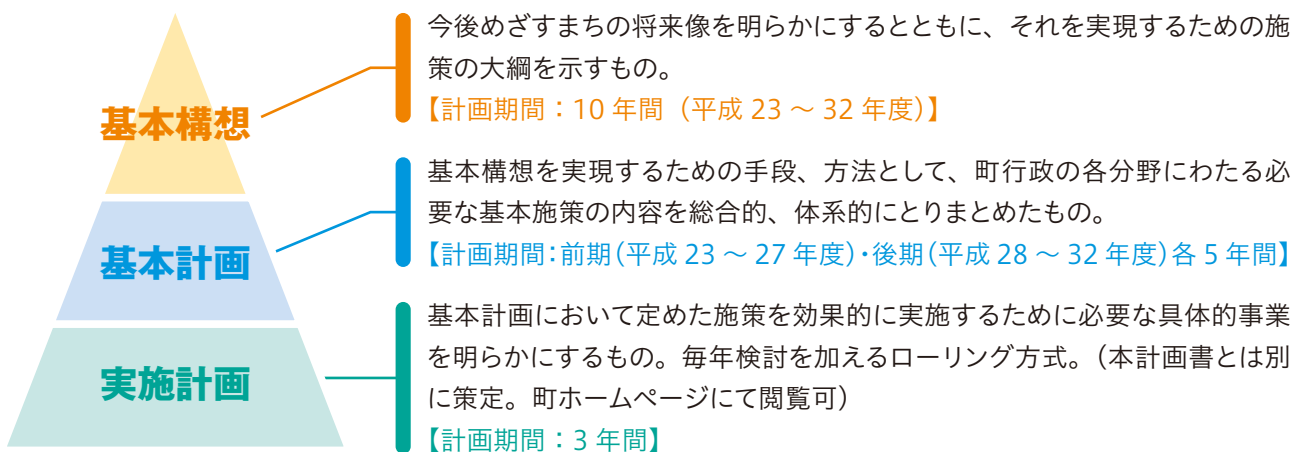 基本構想
今後めざすまちの将来像を明らかにするとともに、それを実現するための施
策の大綱を示すもの。
【計画期間：10 年間（平成 23 ～ 32 年度）】
基本計画
基本構想を実現するための手段、方法として、町行政の各分野にわたる必
要な基本施策の内容を総合的、体系的にとりまとめたもの。
【計画期間：前期（平成 23 ～ 27 年度）・後期（平成 28 ～ 32 年度）各 5 年間】
実施計画
基本計画において定めた施策を効果的に実施するために必要な具体的事業
を明らかにするもの。毎年検討を加えるローリング方式。（本計画書とは別
に策定。町ホームページにて閲覧可）
【計画期間：3 年間】